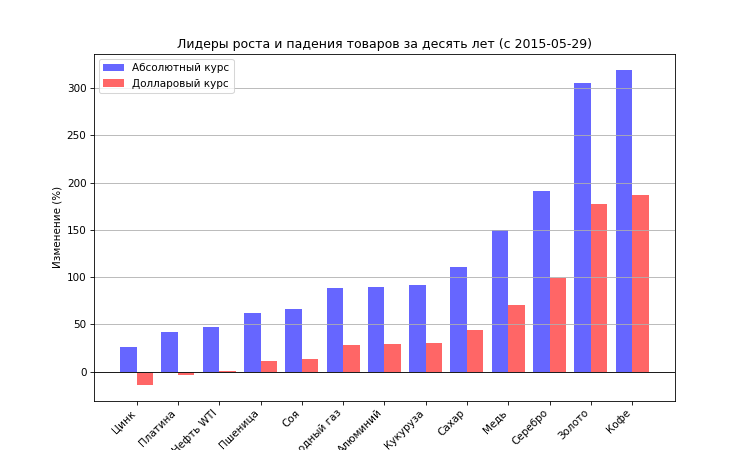 Лидеры роста и падения товаров за десять лет (с 2015-05-29)
Абсолютный курс
Долларовый курс
Изменение (%)
300
250
200
150
100
50
0
Цинк
Платина
Нефть WTI
Пшеница
Соя
газ
Алюминий
Кукуруза
Сахар
Медь
Серебро
Золото
Кофе